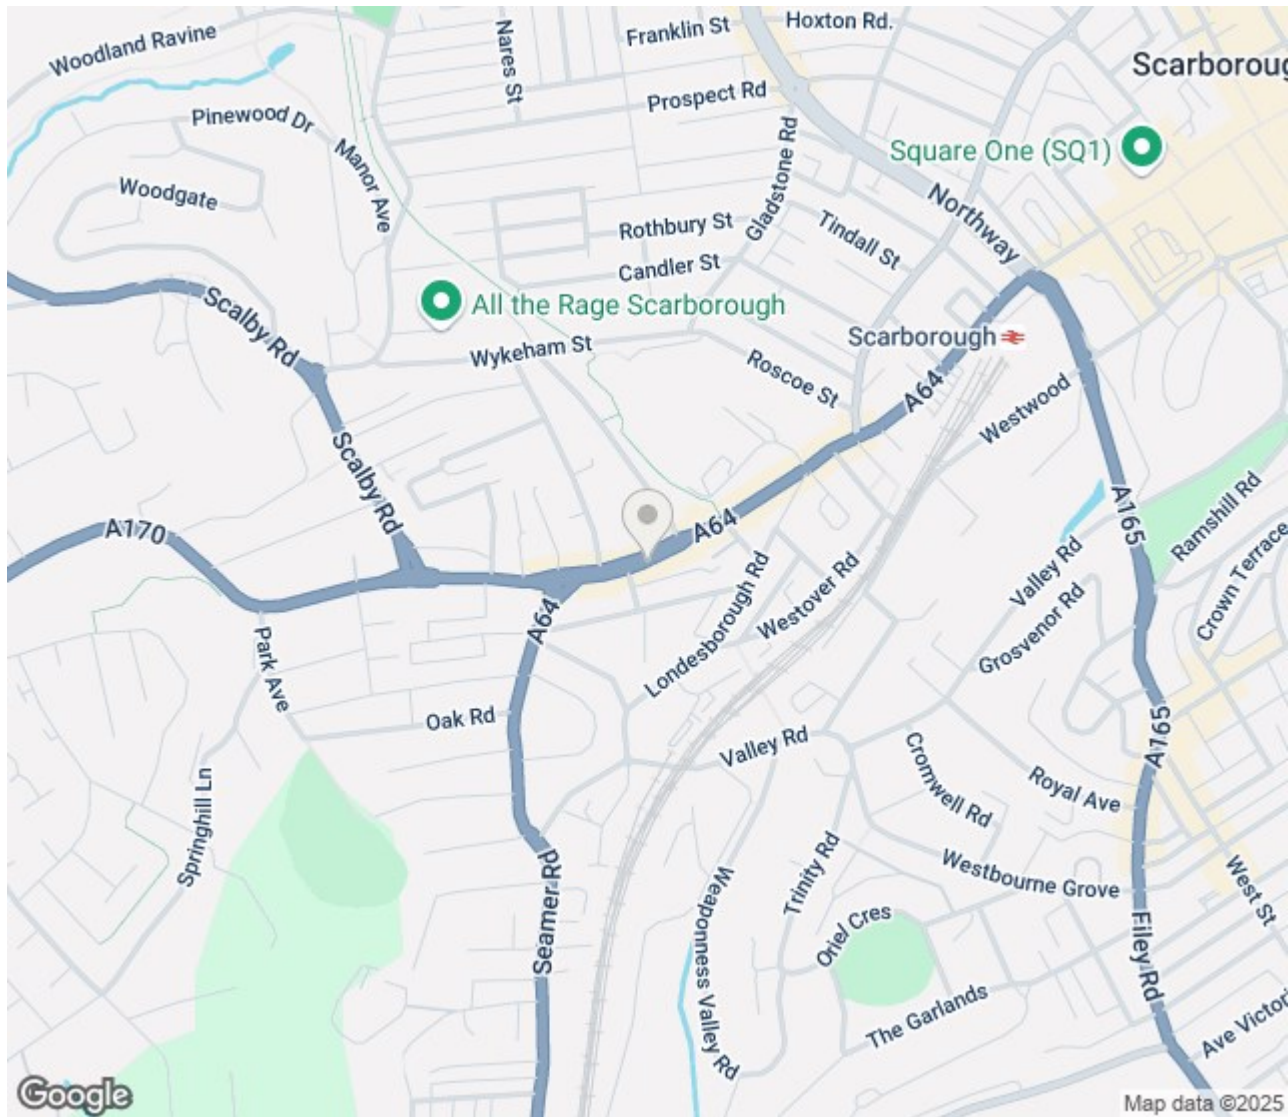 Woodland Ravine
Nares St
Franklin St
Hoxton Rd.
Scarboroug
Pinewood Dr
Manor Ave
Prospect Rd
Gladstone Rd
Square One (SQ1)
Woodgate
Northway
Rothbury St
Tindall St
Candler St
Scalby Rd
All the Rage Scarborough
Scarborough
Wykeham St
Roscoe St
A64
Westwood
Scalby Rd
A170
A64
A165
Ramshill Rd
Londesborough Rd
Westover Rd
Valley Rd
Crown Terrace
Grosvenor Rd
A64
Park Ave
Oak Rd
Valley Rd
A165
Cromwell Rd
Royal Ave
Springhill Ln
Seamer Rd
Weaponness Valley Rd
Trinity Rd
Westbourne Grove
West St
Oriel Cres
Filey Rd
The Garlands
Ave Victori
Google
Map data ©2025